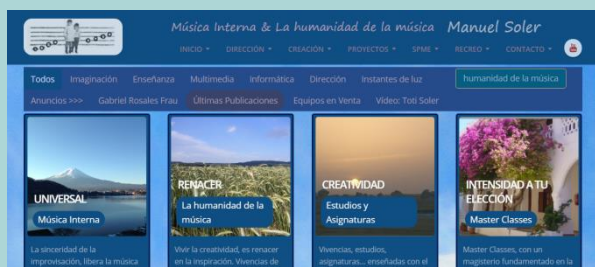 Música Interna & La humanidad de la música Manuel Soler
INICIO DIRECCIÓN CREACIÓN PROYECTOS SPME RECREO CONTACTO
Todos Imaginación Enseñanza Multimedia Informática Dirección Instantes de luz humanidad de la música
Anuncios >>> Gabriel Rosales Frau Últimas Publicaciones Equipos en Venta Vídeo: Toti Soler
UNIVERSAL
Música Interna
La sinceridad de la
improvisación, libera la música
RENACER
La humanidad de la
música
Vivir la creatividad, es renacer
en la inspiración. Vivencias de
CREATIVIDAD
Estudios y
Asignaturas
Vivencias, estudios,
asignaturas... enseñadas con el
INTENSIDAD A TU
ELECCIÓN
Master Classes
Master Classes, con un
magisterio fundamentado en la